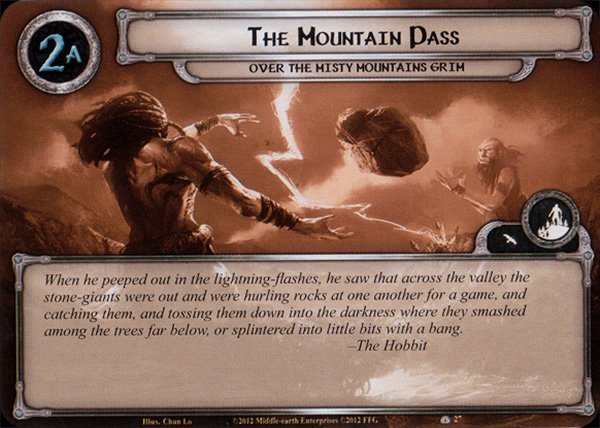 2A
THE MOUNTAIN PASS
OVER THE MISTY MOUNTAINS GRIM
When he peeped out in the lightning-flashes, he saw that across the valley the
stone-giants were out and were hurling rocks at one another for a game, and
catching them, and tossing them down into the darkness where they smashed
among the trees far below, or splintered into little bits with a bang.
–The Hobbit
Illus. Chun Lo
©2012 Middle-earth Enterprises ©2012 FFG